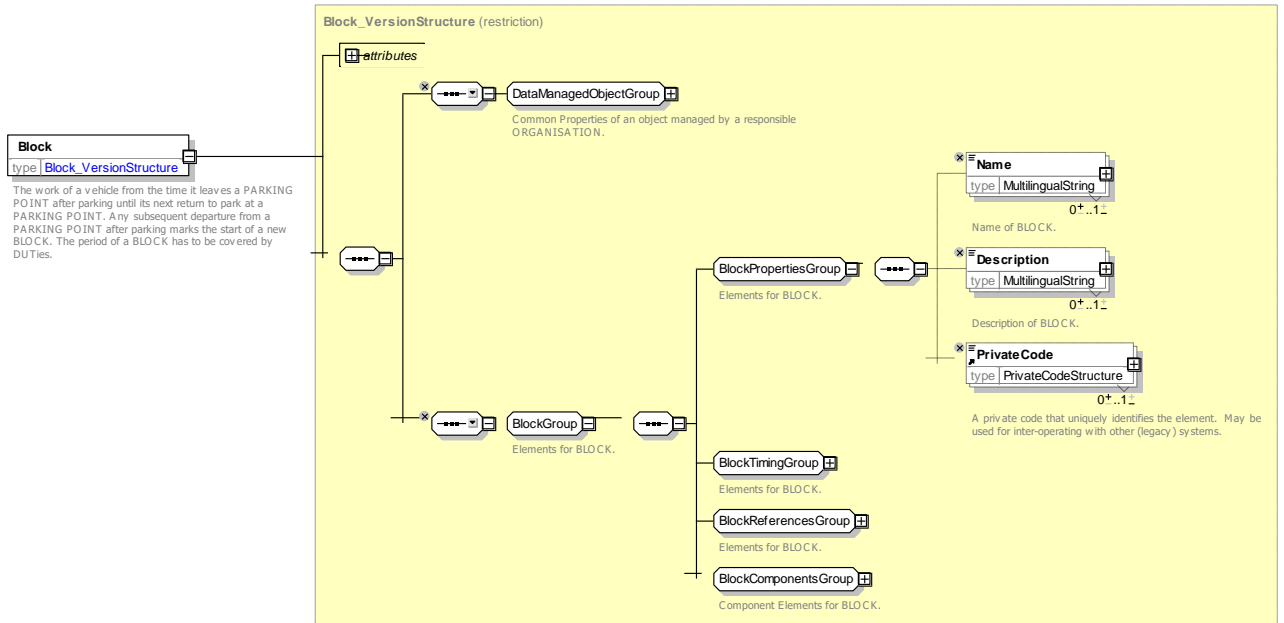 Block_VersionStructure (restriction)
attributes
DataManagedObjectGroup
Common Properties of an object managed by a responsible
ORGANISATION.
Block
type Block_VersionStructure
The work of a vehicle from the time it leaves a PARKING
POINT after parking until its next return to park at a
PARKING POINT. Any subsequent departure from a
PARKING POINT after parking marks the start of a new
BLOCK. The period of a BLOCK has to be covered by
DUTies.
Name
type MultilingualString
0..1
Name of BLOCK.
BlockPropertiesGroup
Elements for BLOCK.
Description
type MultilingualString
0..1
Description of BLOCK.
PrivateCode
type PrivateCodeStructure
0..1
A private code that uniquely identifies the element. May be
used for inter-operating with other (legacy) systems.
BlockGroup
Elements for BLOCK.
BlockTimingGroup
Elements for BLOCK.
BlockReferencesGroup
Elements for BLOCK.
BlockComponentsGroup
Component Elements for BLOCK.